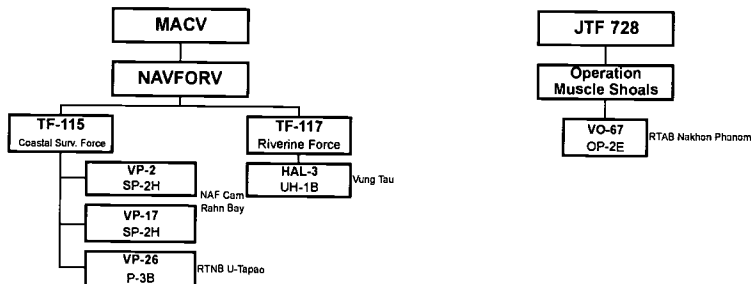 MACV
NAVFORV
TF-115
Coastal Surv. Force
TF-117
Riverine Force
VP-2
SP-2H
NAF Cam
Rahn Bay
VP-17
SP-2H
VP-26
P-3B
RTNB U-Tapao
HAL-3
UH-1B
Vung Tau
JTF 728
Operation
Muscle Shoals
VO-67
OP-2E
RTAB Nakhon Phanom